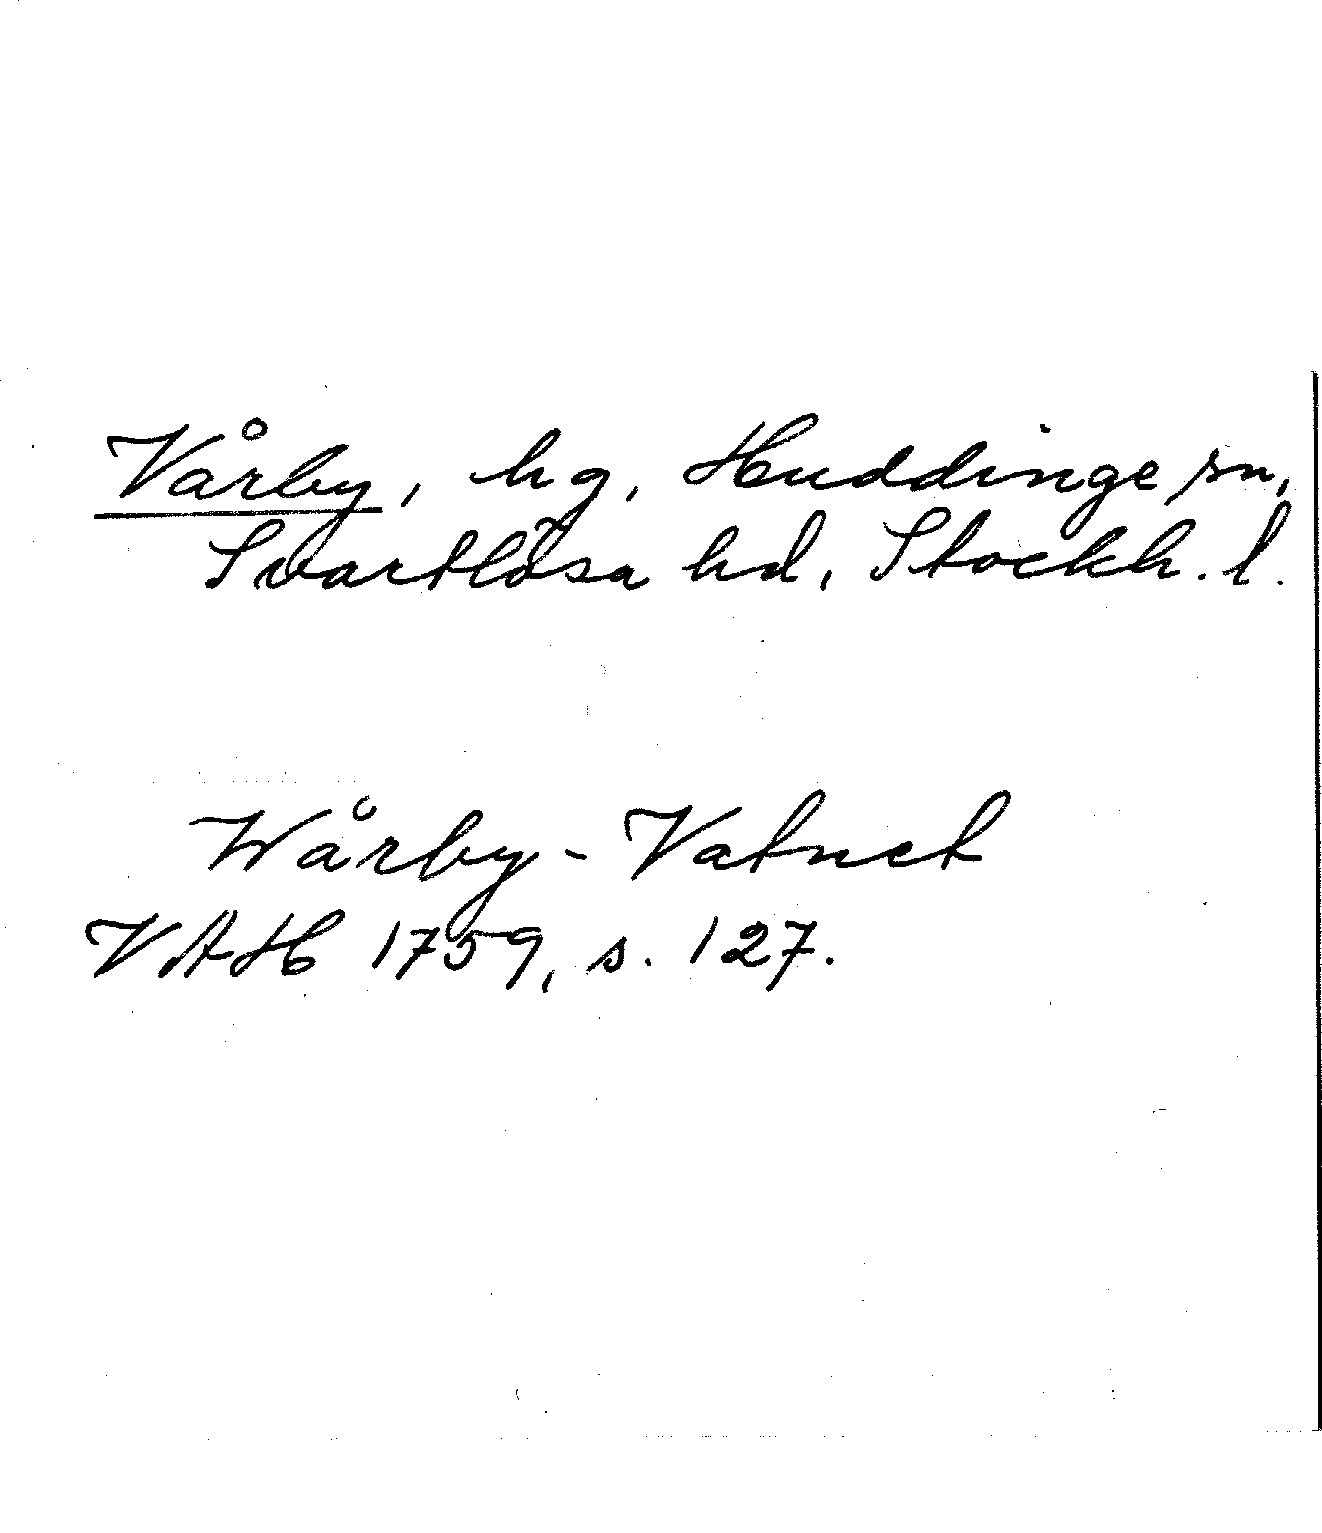 Vårby, hg, Huddinge sn,
Svartlösa hd, Stockh. l.
Wårby-Vatnet
VAH 1759, s. 127.